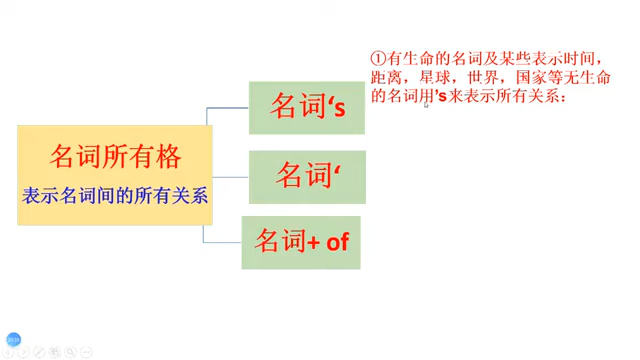 ①有生命的名词及某些表示时间，
距离，星球，世界，国家等无生命
的名词用's来表示所有关系：
名词‘s
名词所有格
表示名词间的所有关系
名词‘
名词+ of